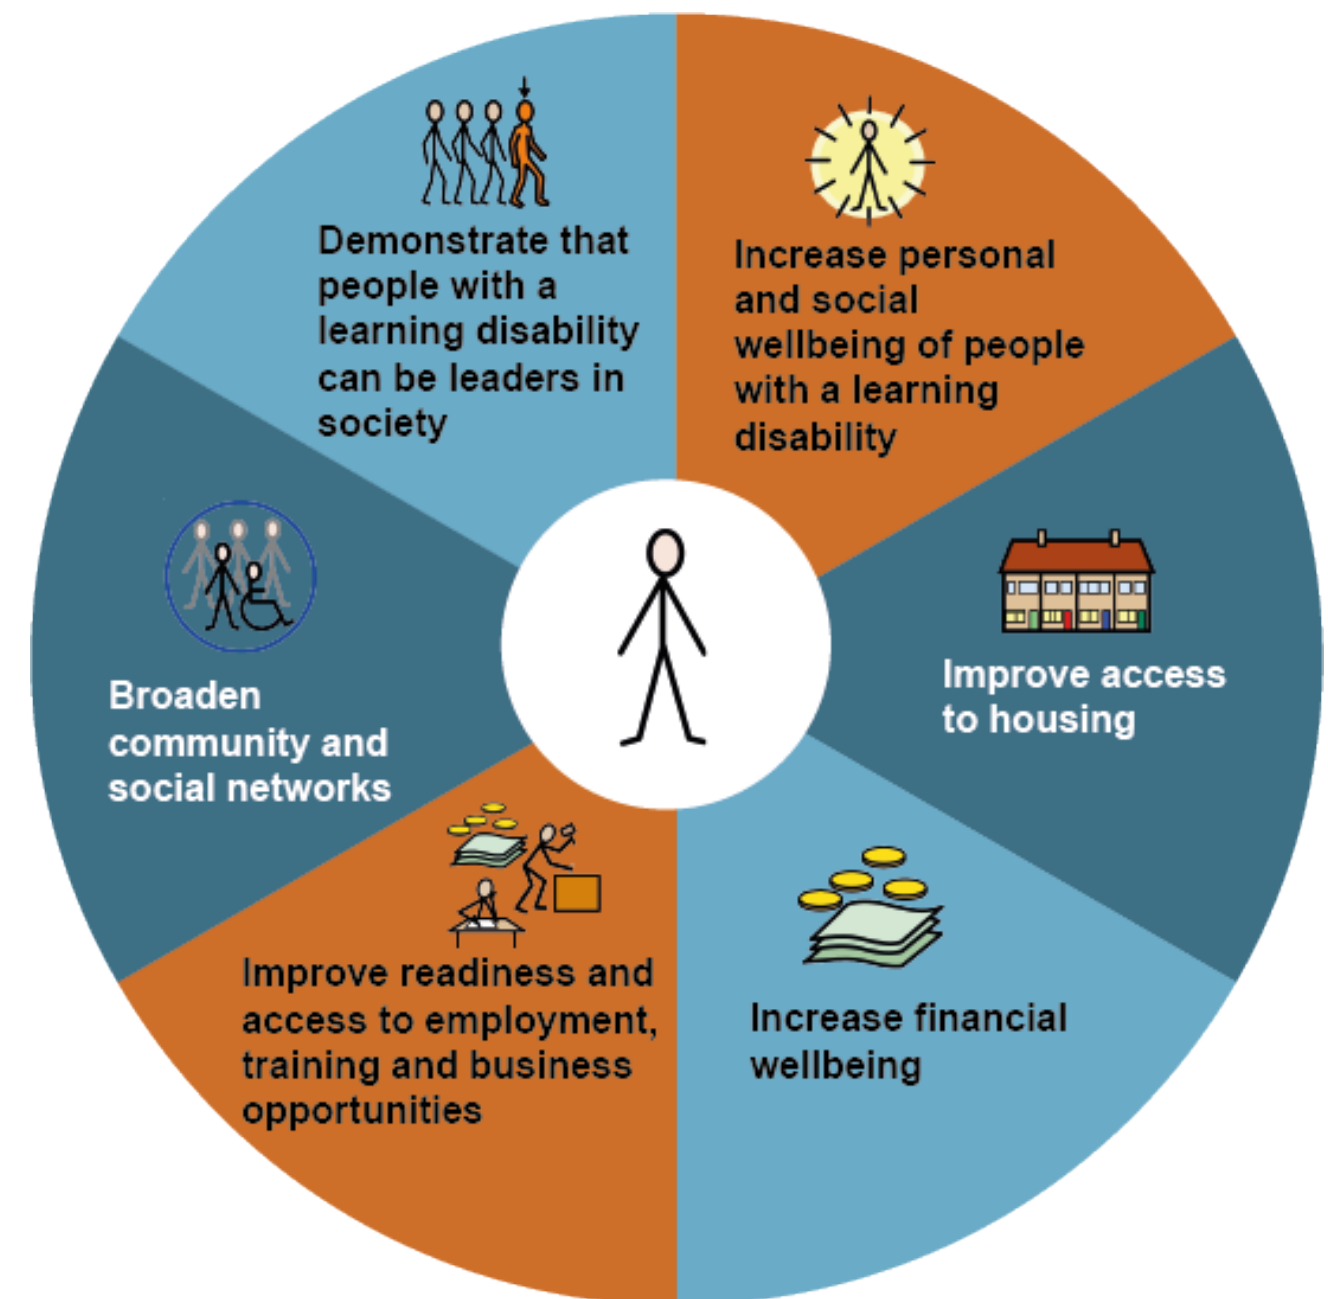 Demonstrate that
people with a
learning disability
can be leaders in
society
Increase personal
and social
wellbeing of people
with a learning
disability
Improve access
to housing
Increase financial
wellbeing
Improve readiness and
access to employment,
training and business
opportunities
Broaden
community and
social networks